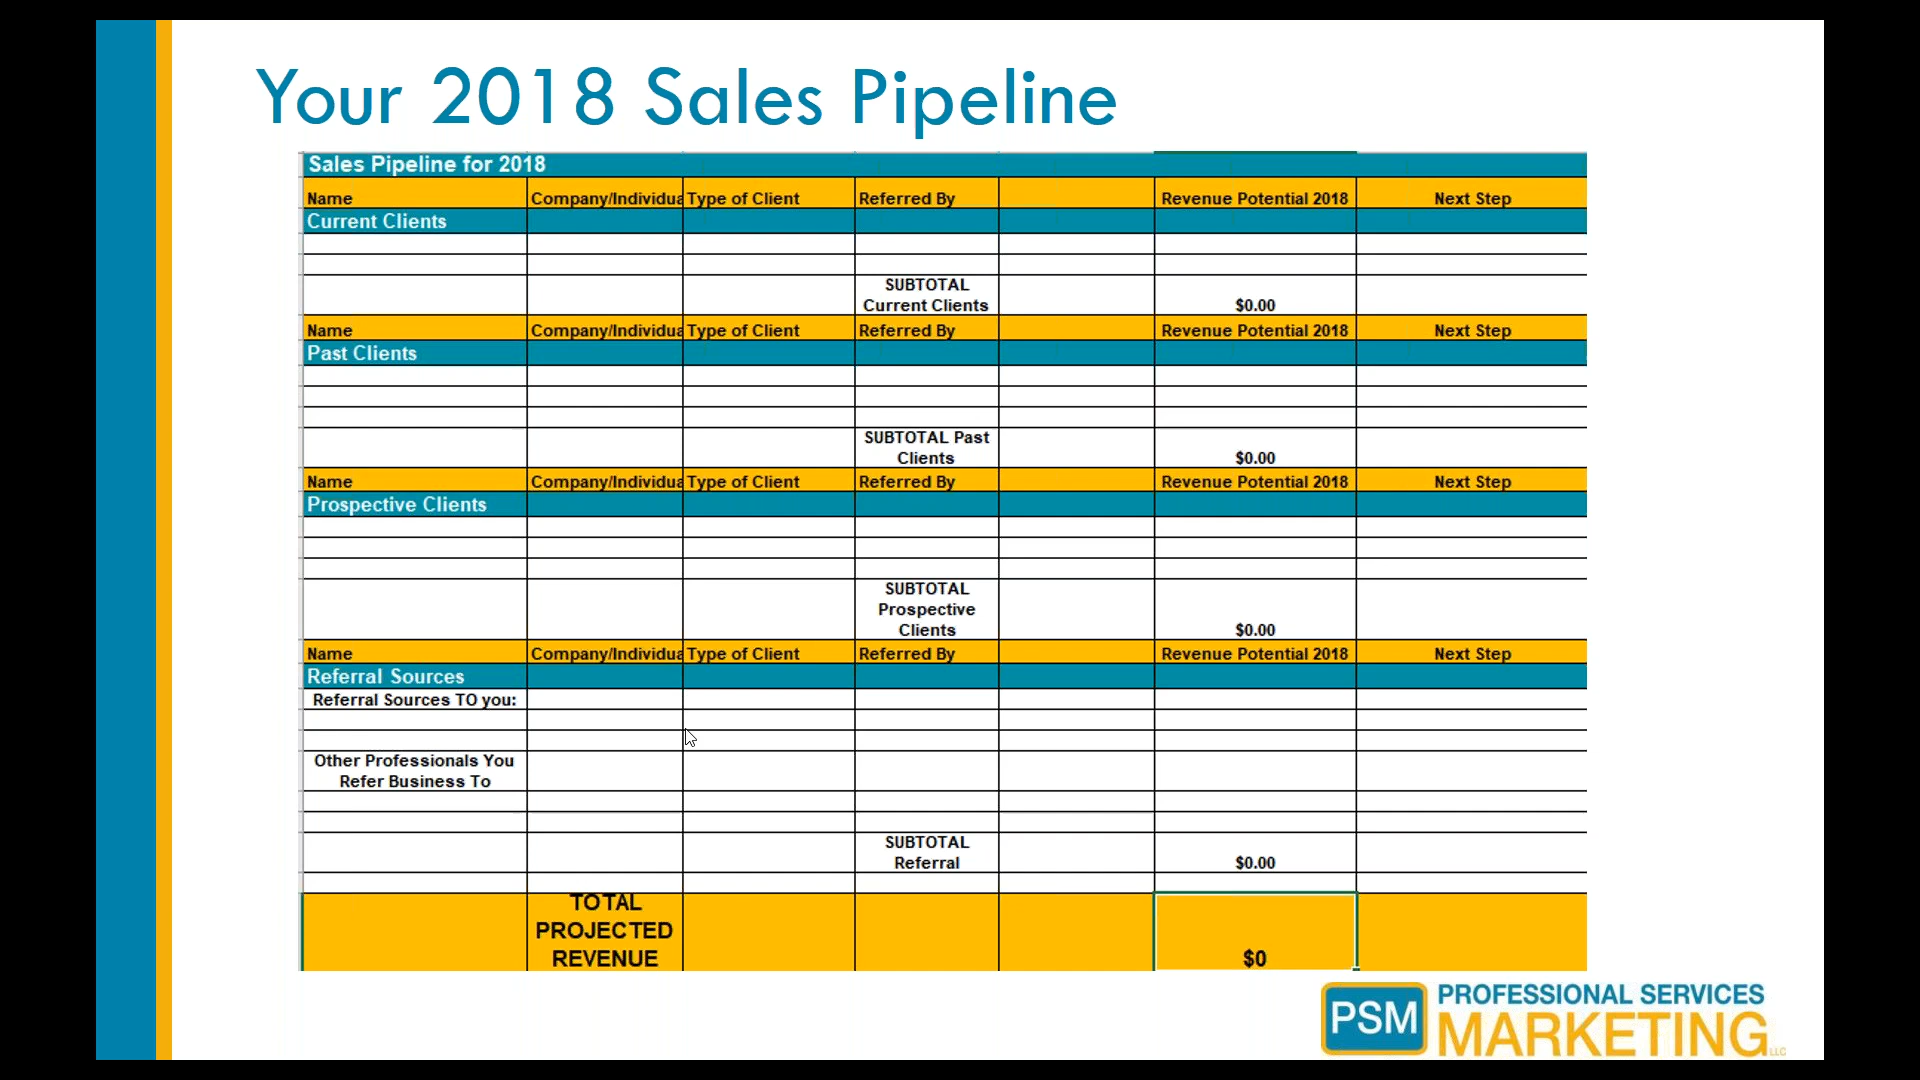 Your 2018 Sales Pipeline
Sales Pipeline for 2018
Name Company/Individua Type of Client Referred By Revenue Potential 2018 Next Step
Current Clients
SUBTOTAL
Current Clients $0.00
Name Company/Individua Type of Client Referred By Revenue Potential 2018 Next Step
Past Clients
SUBTOTAL Past
Clients $0.00
Name Company/Individua Type of Client Referred By Revenue Potential 2018 Next Step
Prospective Clients
SUBTOTAL
Prospective
Clients $0.00
Name Company/Individua Type of Client Referred By Revenue Potential 2018 Next Step
Referral Sources
Referral Sources TO you:
Other Professionals You
Refer Business To
SUBTOTAL
Referral $0.00
TOTAL
PROJECTED
REVENUE $0
PSM PROFESSIONAL SERVICES
MARKETING LLC